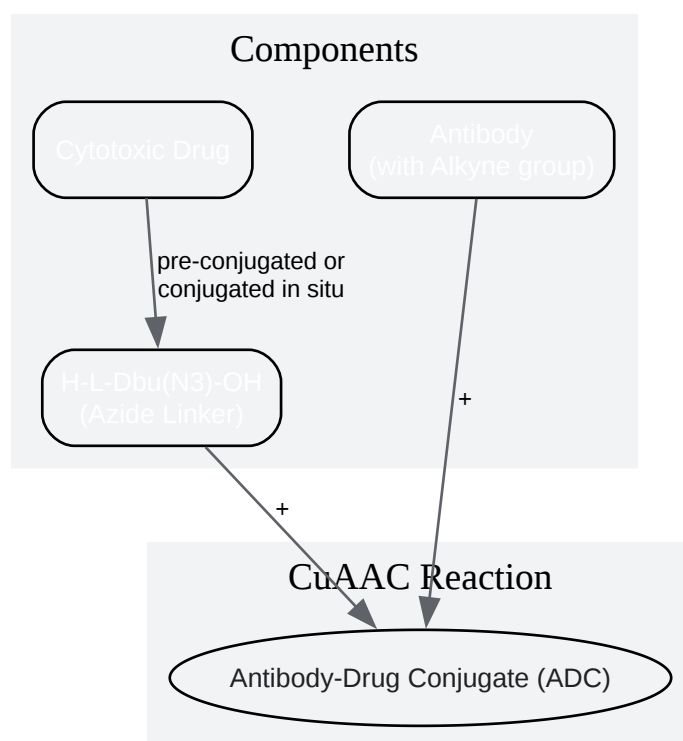 Components
Cytotoxic Drug
Antibody
(with Alkyne group)
pre-conjugated or
conjugated in situ
H-L-Dbu(N3)-OH
(Azide Linker)
+
+
CuAAC Reaction
Antibody-Drug Conjugate (ADC)